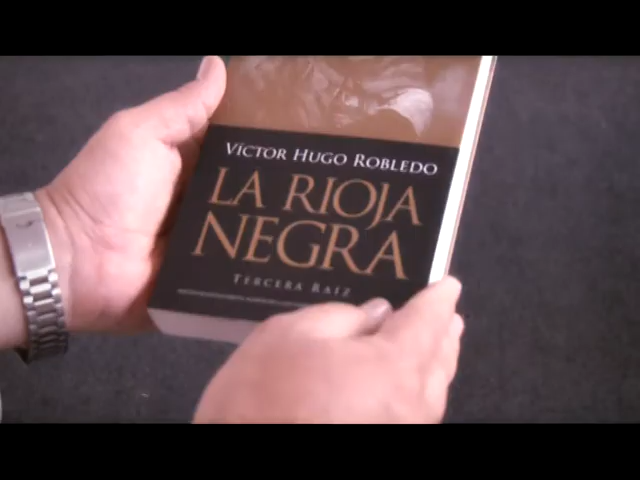 VÍCTOR HUGO ROBLEDO
LA RIOJA
NEGRA
TERCERA RAÍZ